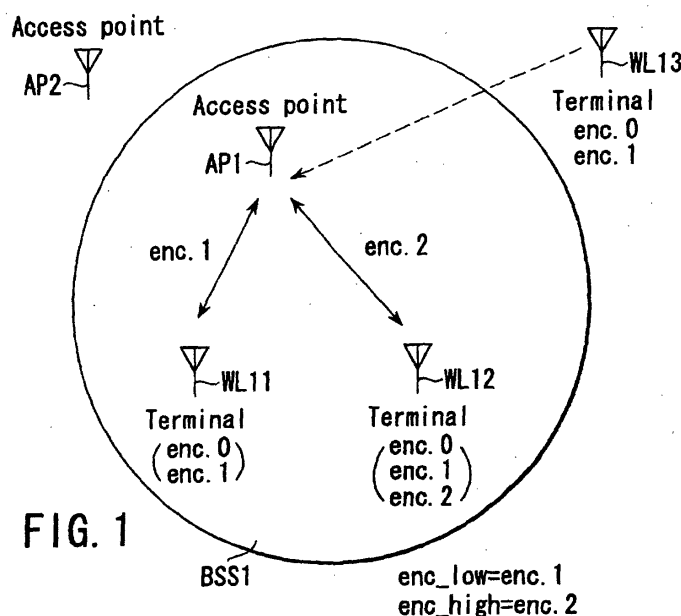 Access point
AP2
WL13
Terminal
enc. 0
enc. 1
Access point
AP1
enc. 1
enc. 2
WL11
Terminal
enc. 0
enc. 1
WL12
Terminal
enc. 0
enc. 1
enc. 2
FIG. 1
BSS1
enc_low=enc. 1
enc_high=enc. 2